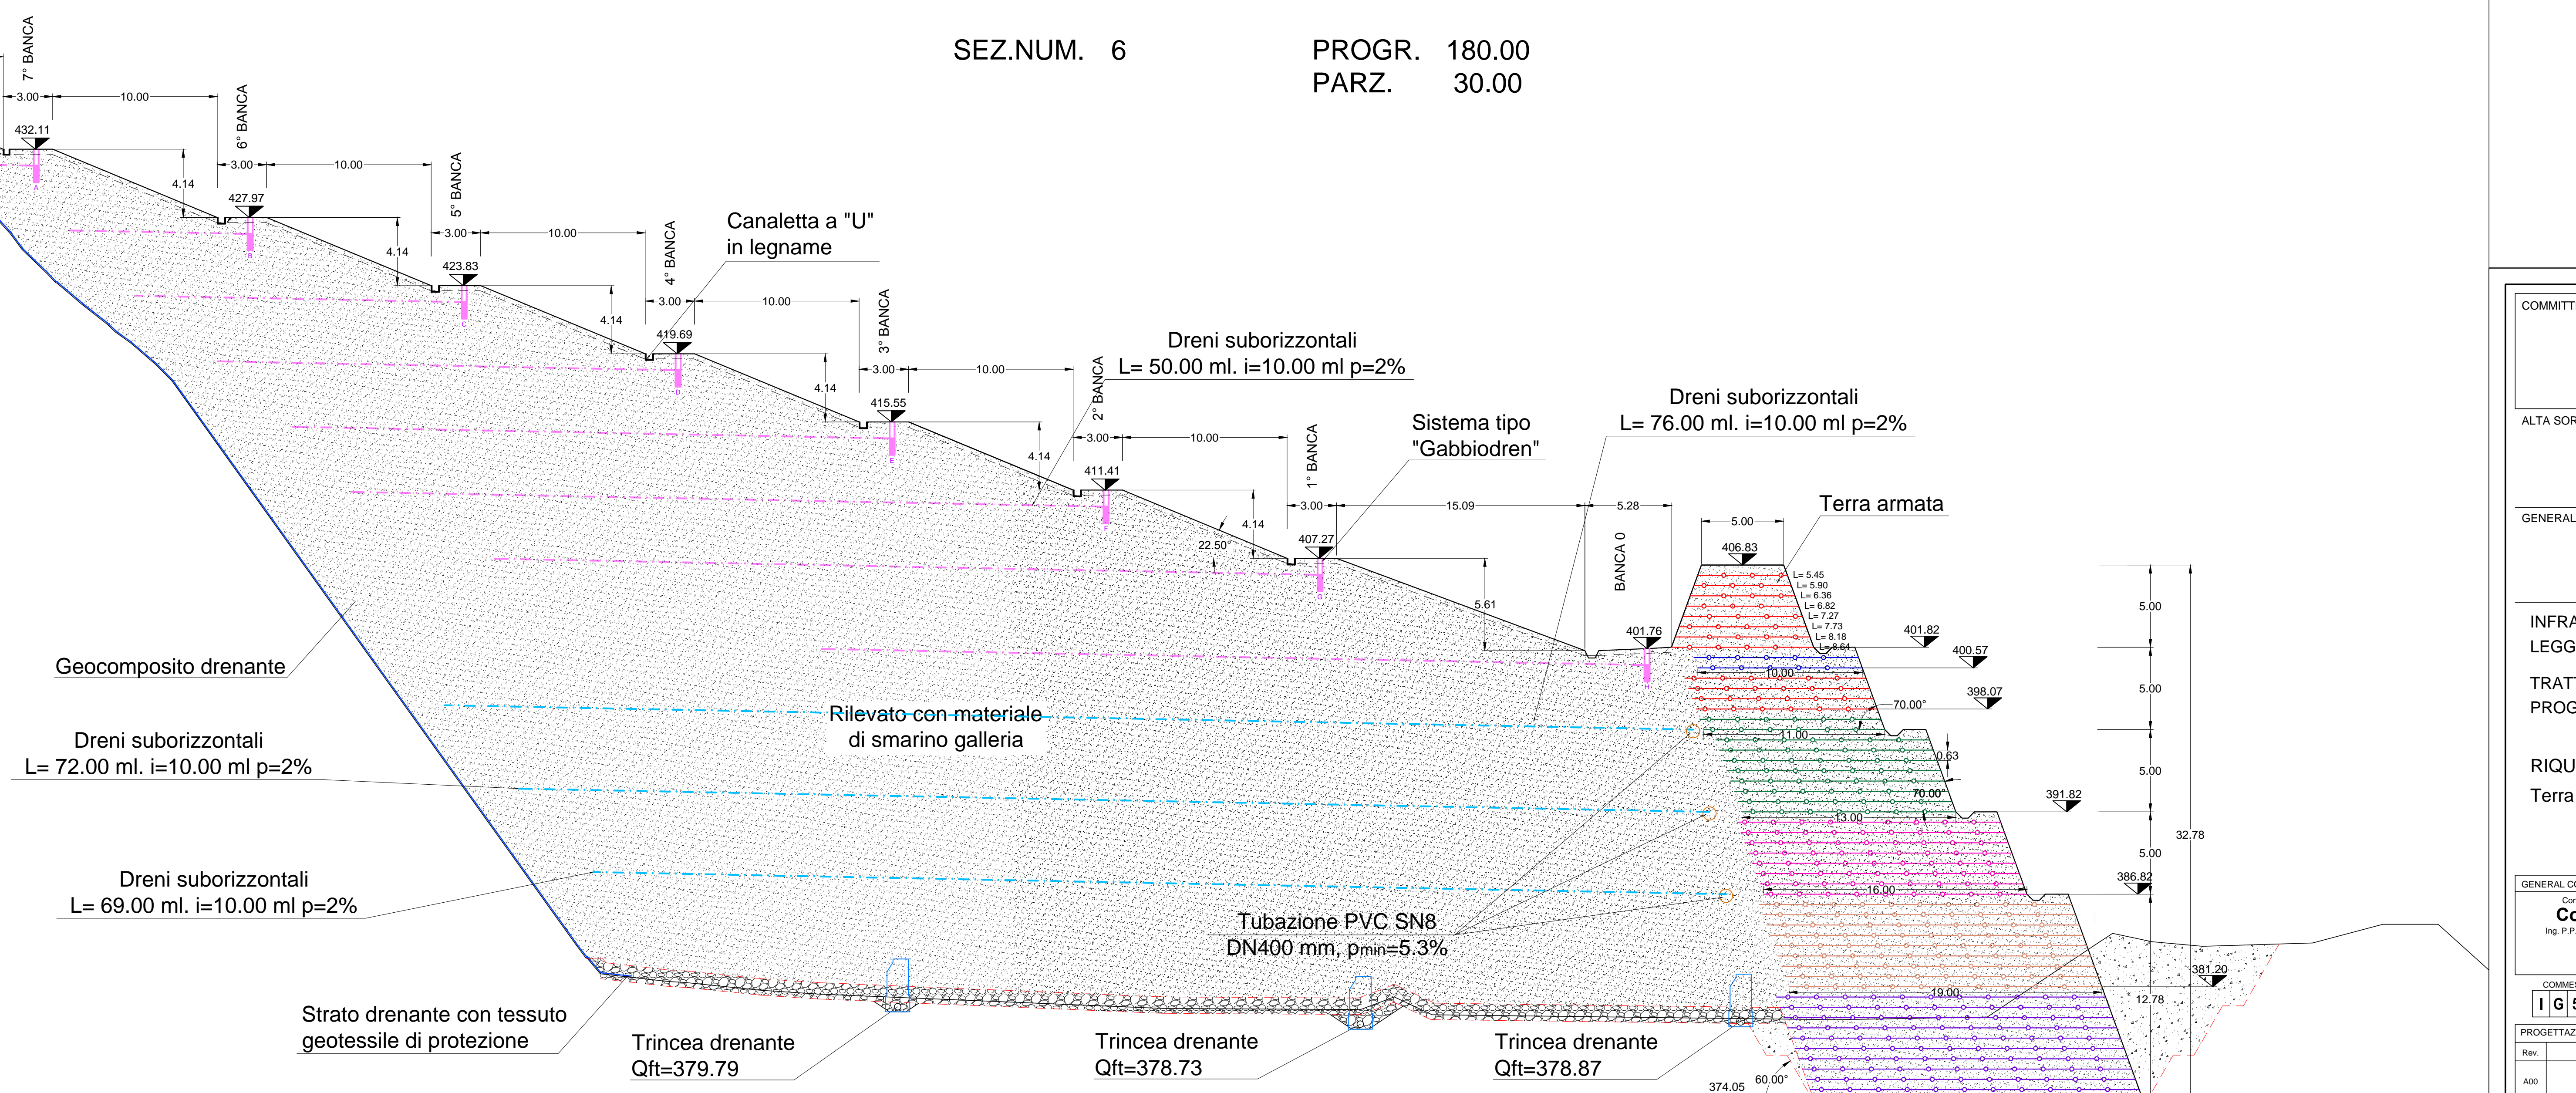 SEZ.NUM. 6
PROGR. 180.00
PARZ. 30.00
7° BANCA
3.00
10.00
432.11
A
4.14
6° BANCA
3.00
10.00
427.97
B
4.14
5° BANCA
3.00
10.00
423.83
C
4.14
4° BANCA
3.00
10.00
419.69
D
4.14
3° BANCA
3.00
10.00
415.55
E
4.14
2° BANCA
3.00
10.00
411.41
F
4.14
22.50°
1° BANCA
3.00
15.09
5.28
407.27
G
5.61
BANCA 0
401.76
H
Canaletta a "U"
in legname
Dreni suborizzontali
L= 50.00 ml. i=10.00 ml p=2%
Sistema tipo
"Gabbiodren"
Dreni suborizzontali
L= 76.00 ml. i=10.00 ml p=2%
Terra armata
5.00
406.83
L= 5.45
L= 5.90
L= 6.36
L= 6.82
L= 7.27
L= 7.73
L= 8.18
L= 8.64
401.82
400.57
398.07
10.00
70.00°
11.00
0.63
70.00°
391.82
13.00
386.82
16.00
381.20
19.00
5.00
5.00
5.00
5.00
32.78
12.78
Geocomposito drenante
Rilevato con materiale
di smarino galleria
Dreni suborizzontali
L= 72.00 ml. i=10.00 ml p=2%
Dreni suborizzontali
L= 69.00 ml. i=10.00 ml p=2%
Tubazione PVC SN8
DN400 mm, pmin=5.3%
Strato drenante con tessuto
geotessile di protezione
Trincea drenante
Qft=379.79
Trincea drenante
Qft=378.73
Trincea drenante
Qft=378.87
374.05
60.00°
COMMITT
ALTA SOR
GENERAL
INFRA
LEGG
TRAT
PROG
RIQU
Terra
GENERAL CO
Cor
Co
Ing. P.P.
COMMES
I G 5
PROGETTAZ
Rev.
A00